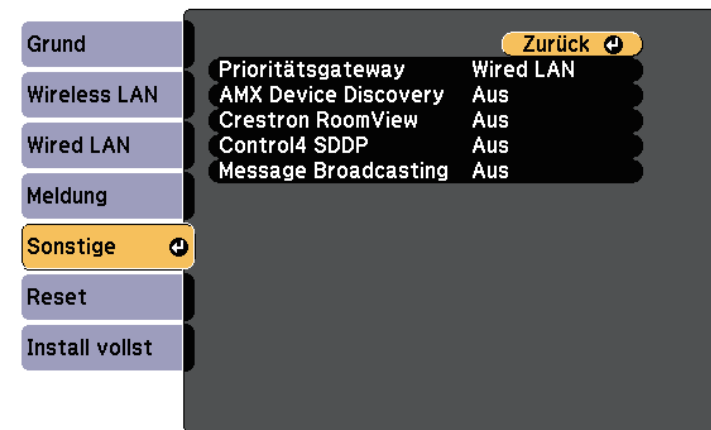 Grund
Wireless LAN
Wired LAN
Meldung
Sonstige
Reset
Install vollst
Zurück
Prioritätsgateway Wired LAN
AMX Device Discovery Aus
Crestron RoomView Aus
Control4 SDDP Aus
Message Broadcasting Aus